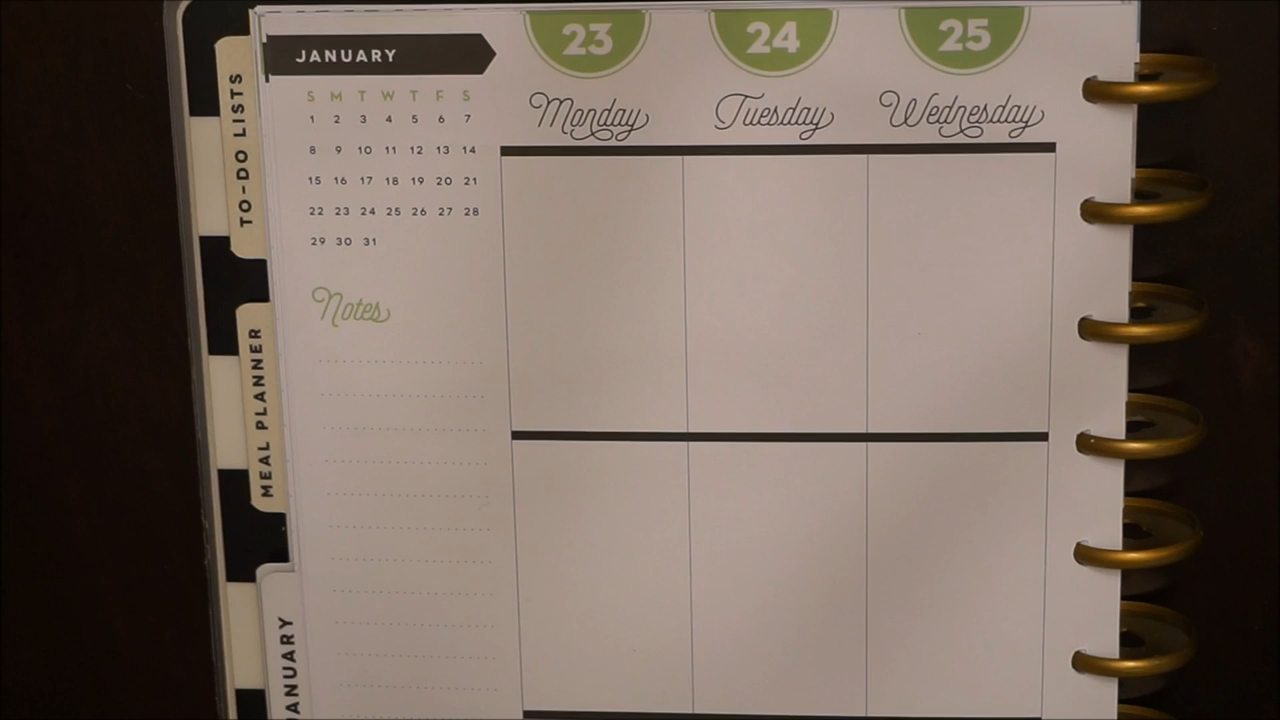 TO-DO LISTS
MEAL PLANNER
JANUARY
JANUARY
S M T W T F S
1 2 3 4 5 6 7
8 9 10 11 12 13 14
15 16 17 18 19 20 21
22 23 24 25 26 27 28
29 30 31
Notes
23 24 25
Monday Tuesday Wednesday